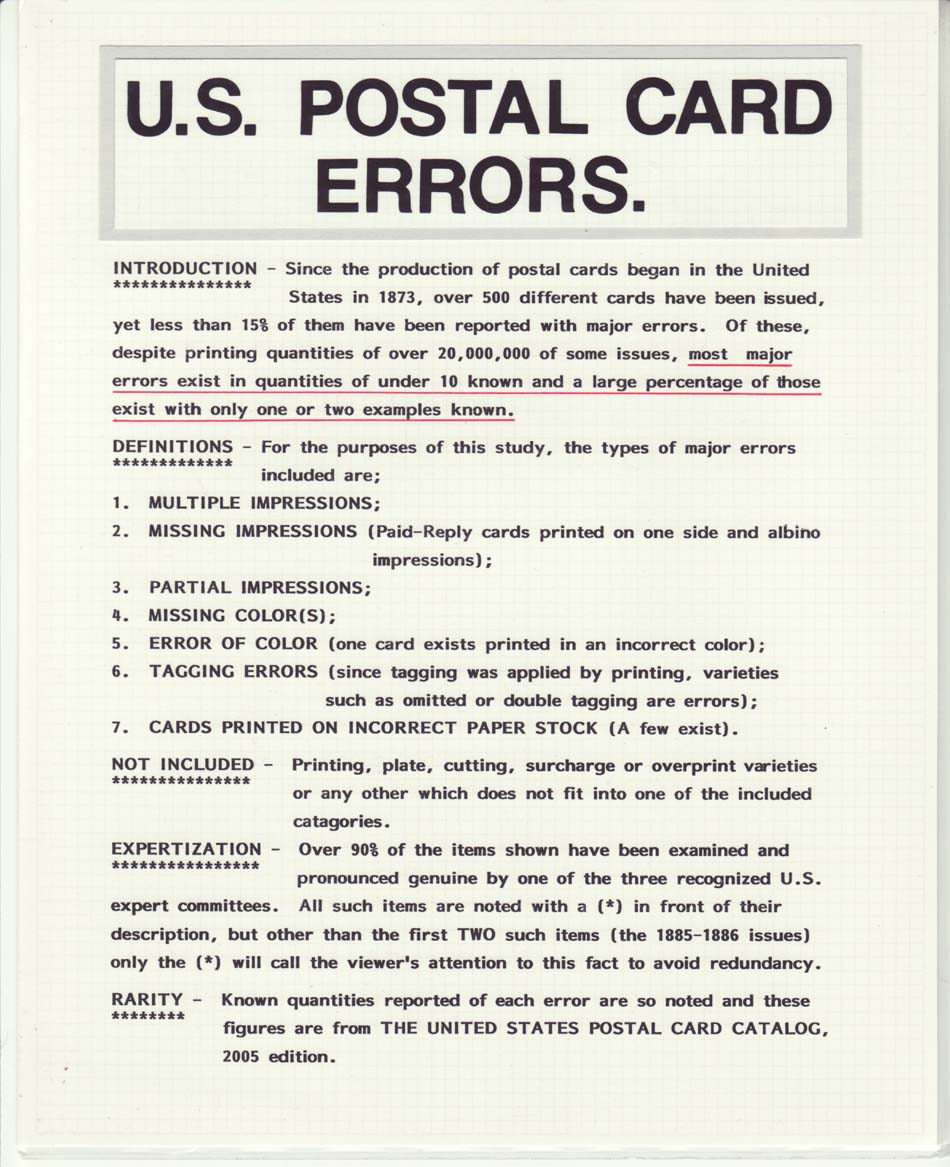 U.S. POSTAL CARD
ERRORS.
INTRODUCTION - Since the production of postal cards began in the United
***************
States in 1873, over 500 different cards have been issued,
yet less than 15% of them have been reported with major errors. Of these,
despite printing quantities of over 20,000,000 of some issues, most major
errors exist in quantities of under 10 known and a large percentage of those
exist with only one or two examples known.
DEFINITIONS - For the purposes of this study, the types of major errors
*************
included are;
1. MULTIPLE IMPRESSIONS;
2. MISSING IMPRESSIONS (Paid-Reply cards printed on one side and albino
impressions);
3. PARTIAL IMPRESSIONS;
4. MISSING COLOR(S);
5. ERROR OF COLOR (one card exists printed in an incorrect color);
6. TAGGING ERRORS (since tagging was applied by printing, varieties
such as omitted or double tagging are errors);
7. CARDS PRINTED ON INCORRECT PAPER STOCK (A few exist).
NOT INCLUDED - Printing, plate, cutting, surcharge or overprint varieties
***************
or any other which does not fit into one of the included
catagories.
EXPERTIZATION - Over 90% of the items shown have been examined and
****************
pronounced genuine by one of the three recognized U.S.
expert committees. All such items are noted with a (*) in front of their
description, but other than the first TWO such items (the 1885-1886 issues)
only the (*) will call the viewer's attention to this fact to avoid redundancy.
RARITY - Known quantities reported of each error are so noted and these
********
figures are from THE UNITED STATES POSTAL CARD CATALOG,
2005 edition.